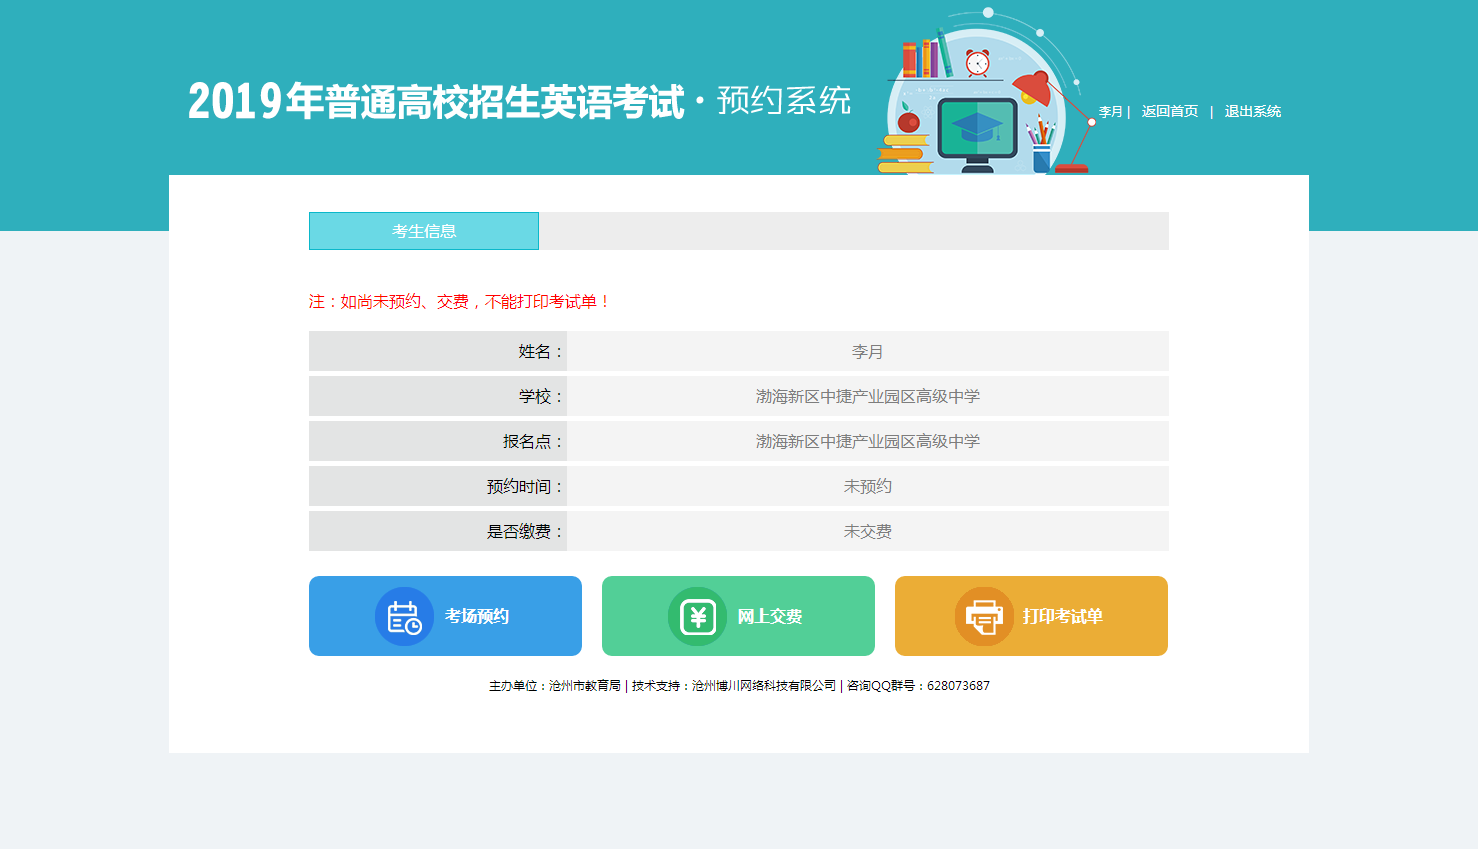 2019年普通高校招生英语考试·预约系统
李月 | 返回首页 | 退出系统
考生信息
注：如尚未预约、交费，不能打印考试单！
姓名： 李月
学校： 渤海新区中捷产业园区高级中学
报名点： 渤海新区中捷产业园区高级中学
预约时间： 未预约
是否缴费： 未交费
考场预约 网上交费 打印考试单
主办单位：沧州市教育局 | 技术支持：沧州博川网络科技有限公司 | 咨询QQ群号：628073687